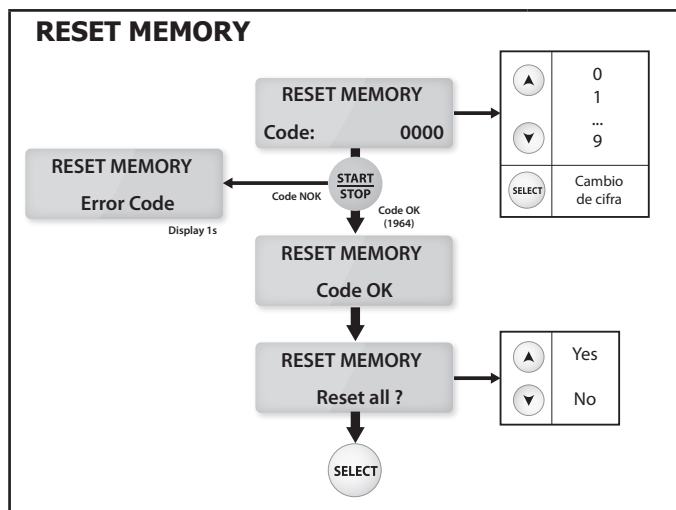 RESET MEMORY
RESET MEMORY
Code: 0000
0
1
...
9
SELECT
Cambio
de cifra
START
STOP
Code NOK
RESET MEMORY
Error Code
Display 1s
Code OK
(1964)
RESET MEMORY
Code OK
RESET MEMORY
Reset all ?
Yes
No
SELECT